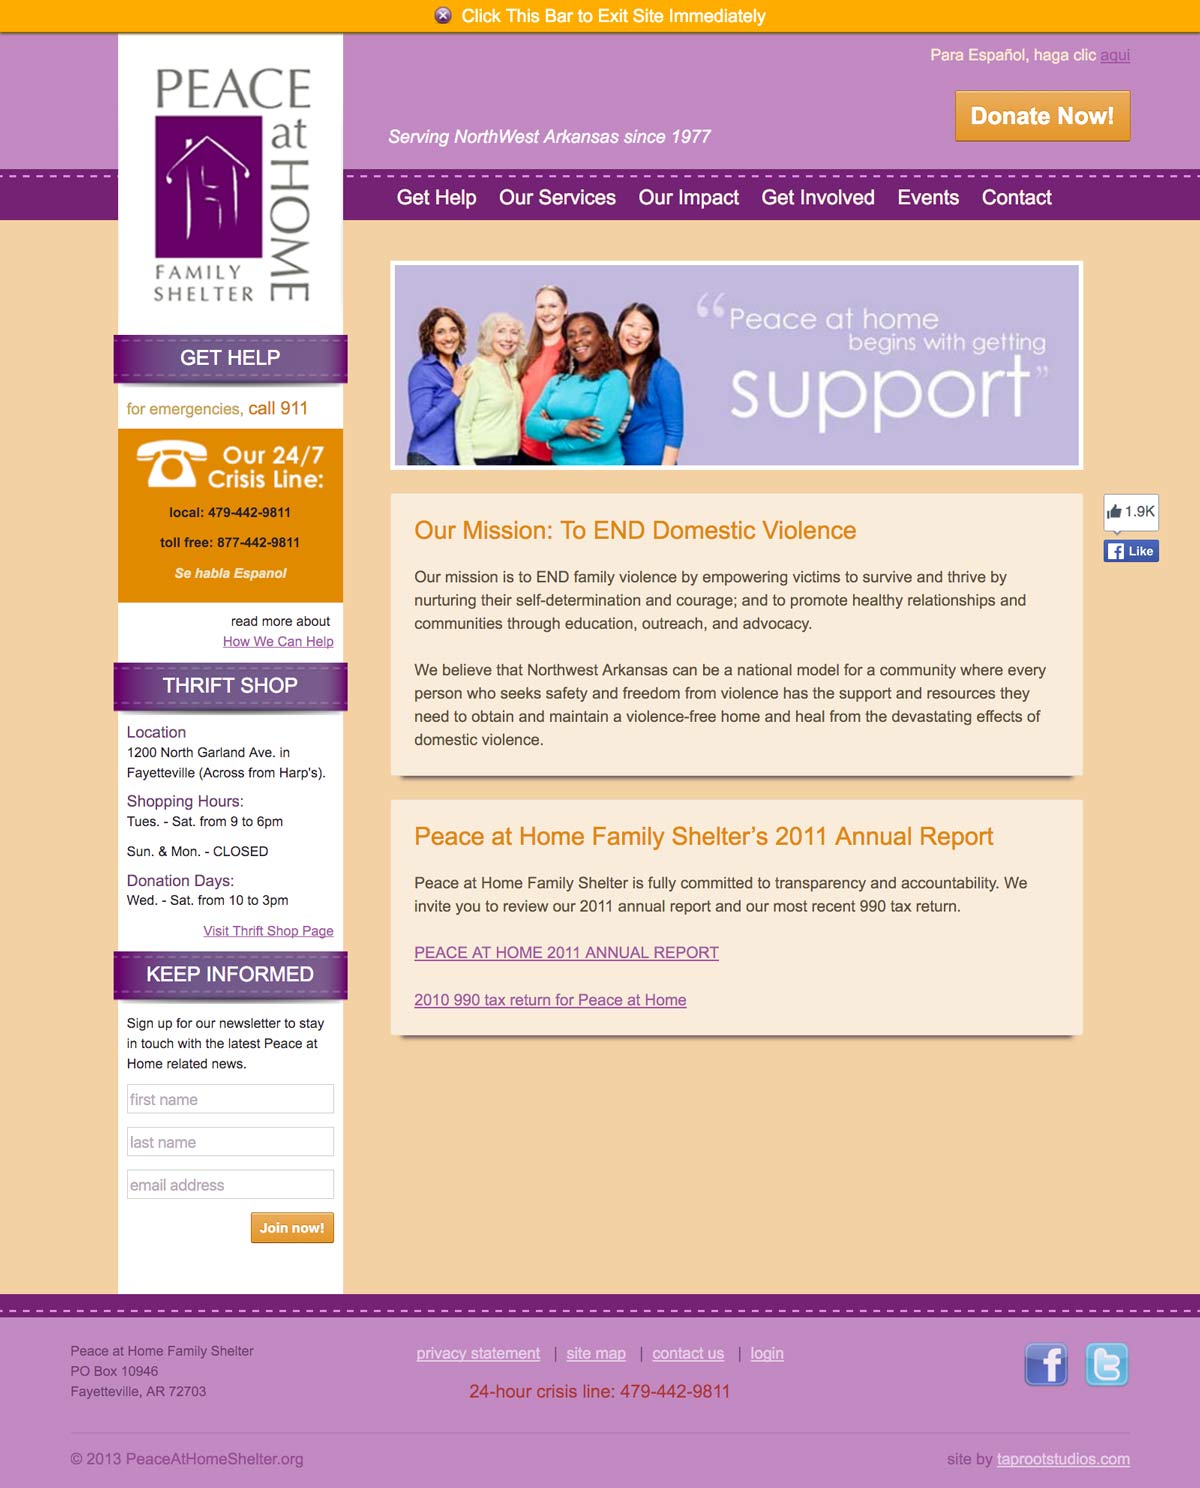 Click This Bar to Exit Site Immediately
Para Español, haga clic aqui
Donate Now!
PEACE
at
HOME
FAMILY
SHELTER
Serving NorthWest Arkansas since 1977
Get Help Our Services Our Impact Get Involved Events Contact
“Peace at home
begins with getting
support”
GET HELP
for emergencies, call 911
Our 24/7
Crisis Line:
local: 479-442-9811
toll free: 877-442-9811
Se habla Espanol
read more about
How We Can Help
THRIFT SHOP
Location
1200 North Garland Ave. in
Fayetteville (Across from Harp's).
Shopping Hours:
Tues. - Sat. from 9 to 6pm
Sun. & Mon. - CLOSED
Donation Days:
Wed. - Sat. from 10 to 3pm
Visit Thrift Shop Page
KEEP INFORMED
Sign up for our newsletter to stay
in touch with the latest Peace at
Home related news.
first name
last name
email address
Join now!
Our Mission: To END Domestic Violence
Our mission is to END family violence by empowering victims to survive and thrive by
nurturing their self-determination and courage; and to promote healthy relationships and
communities through education, outreach, and advocacy.
We believe that Northwest Arkansas can be a national model for a community where every
person who seeks safety and freedom from violence has the support and resources they
need to obtain and maintain a violence-free home and heal from the devastating effects of
domestic violence.
1.9K
Like
Peace at Home Family Shelter’s 2011 Annual Report
Peace at Home Family Shelter is fully committed to transparency and accountability. We
invite you to review our 2011 annual report and our most recent 990 tax return.
PEACE AT HOME 2011 ANNUAL REPORT
2010 990 tax return for Peace at Home
Peace at Home Family Shelter
PO Box 10946
Fayetteville, AR 72703
privacy statement | site map | contact us | login
24-hour crisis line: 479-442-9811
© 2013 PeaceAtHomeShelter.org
site by taprootstudios.com